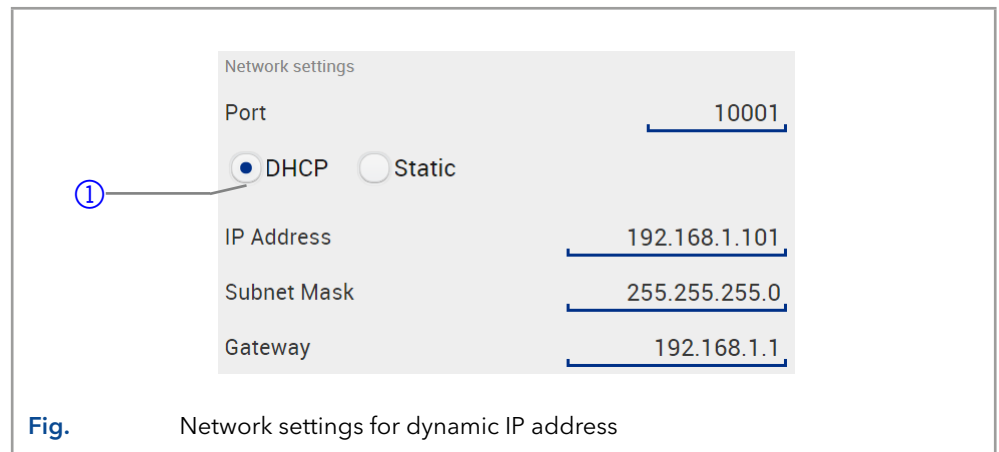 Network settings
Port 10001
DHCP Static
①
IP Address 192.168.1.101
Subnet Mask 255.255.255.0
Gateway 192.168.1.1
Fig. Network settings for dynamic IP address